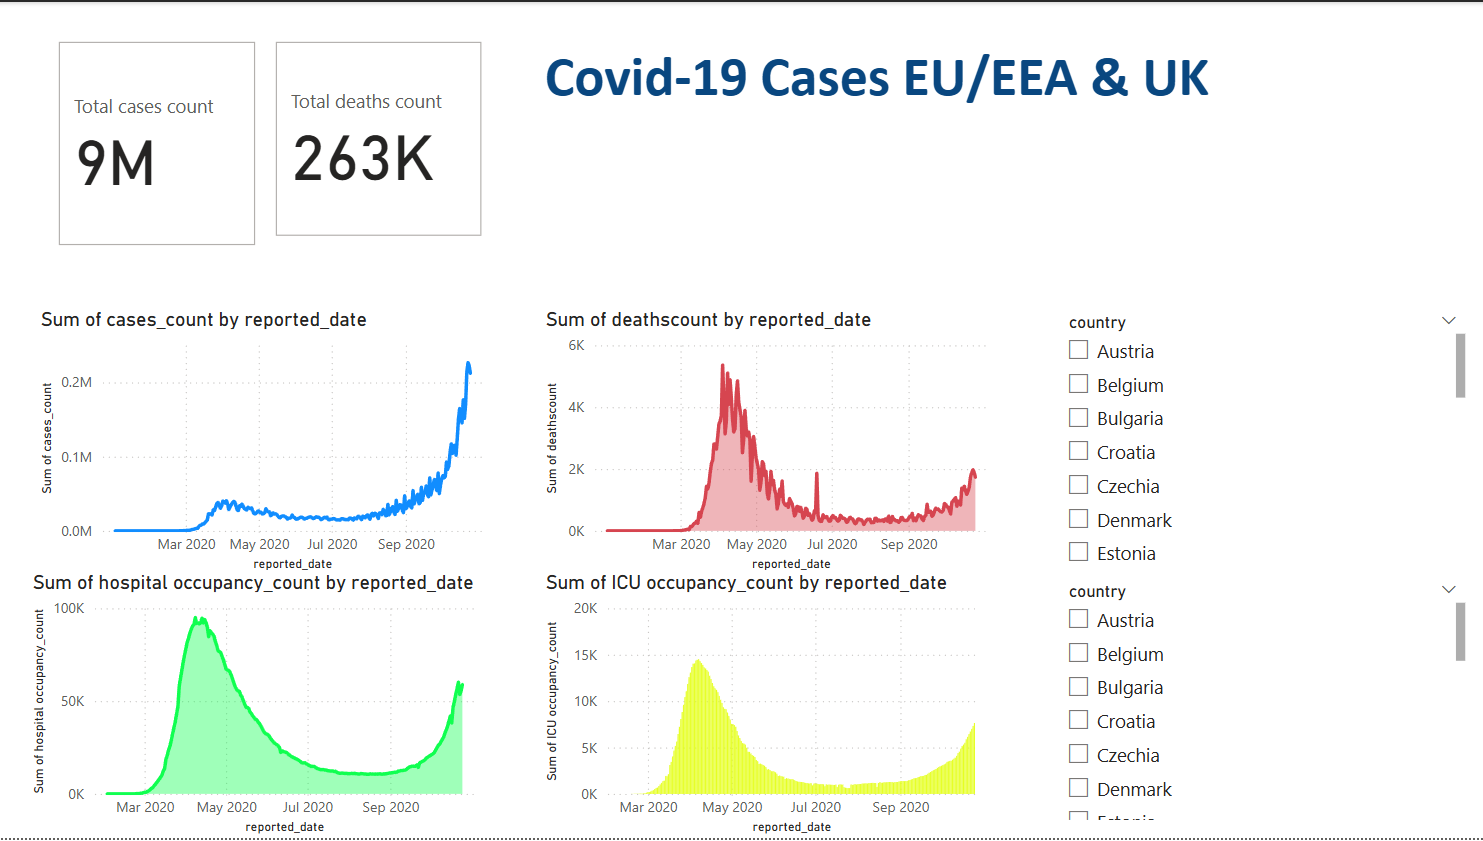 Covid-19 Cases EU/EEA & UK
Total cases count
9M
Total deaths count
263K
Sum of cases_count by reported_date
Sum of cases_count
0.2M
0.1M
0.0M
Mar 2020 May 2020 Jul 2020 Sep 2020
reported_date
Sum of deathscount by reported_date
Sum of deathscount
6K
4K
2K
0K
Mar 2020 May 2020 Jul 2020 Sep 2020
reported_date
country
Austria
Belgium
Bulgaria
Croatia
Czechia
Denmark
Estonia
Sum of hospital occupancy_count by reported_date
Sum of hospital occupancy_count
100K
50K
0K
Mar 2020 May 2020 Jul 2020 Sep 2020
reported_date
Sum of ICU occupancy_count by reported_date
Sum of ICU occupancy_count
20K
15K
10K
5K
0K
Mar 2020 May 2020 Jul 2020 Sep 2020
reported_date
country
Austria
Belgium
Bulgaria
Croatia
Czechia
Denmark
Estonia